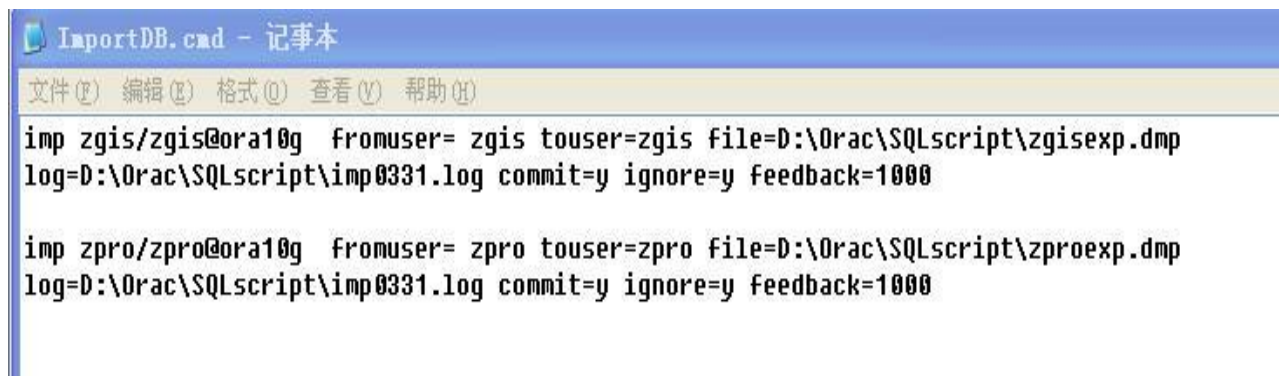 ImportDB.cmd - 记事本
文件(F) 编辑(E) 格式(O) 查看(V) 帮助(H)
imp zgis/zgis@ora10g  fromuser= zgis touser=zgis file=D:\Orac\SQLscript\zgisexp.dmp
log=D:\Orac\SQLscript\imp0331.log commit=y ignore=y feedback=1000
imp zpro/zpro@ora10g  fromuser= zpro touser=zpro file=D:\Orac\SQLscript\zproexp.dmp
log=D:\Orac\SQLscript\imp0331.log commit=y ignore=y feedback=1000